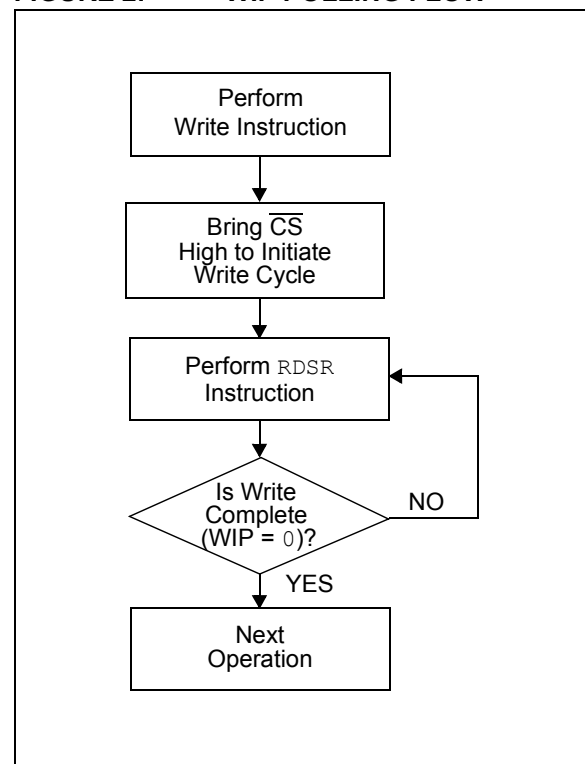 Perform
Write Instruction
Bring C̅S̅
High to Initiate
Write Cycle
Perform RDSR
Instruction
Is Write
Complete
(WIP = 0)?
NO
YES
Next
Operation